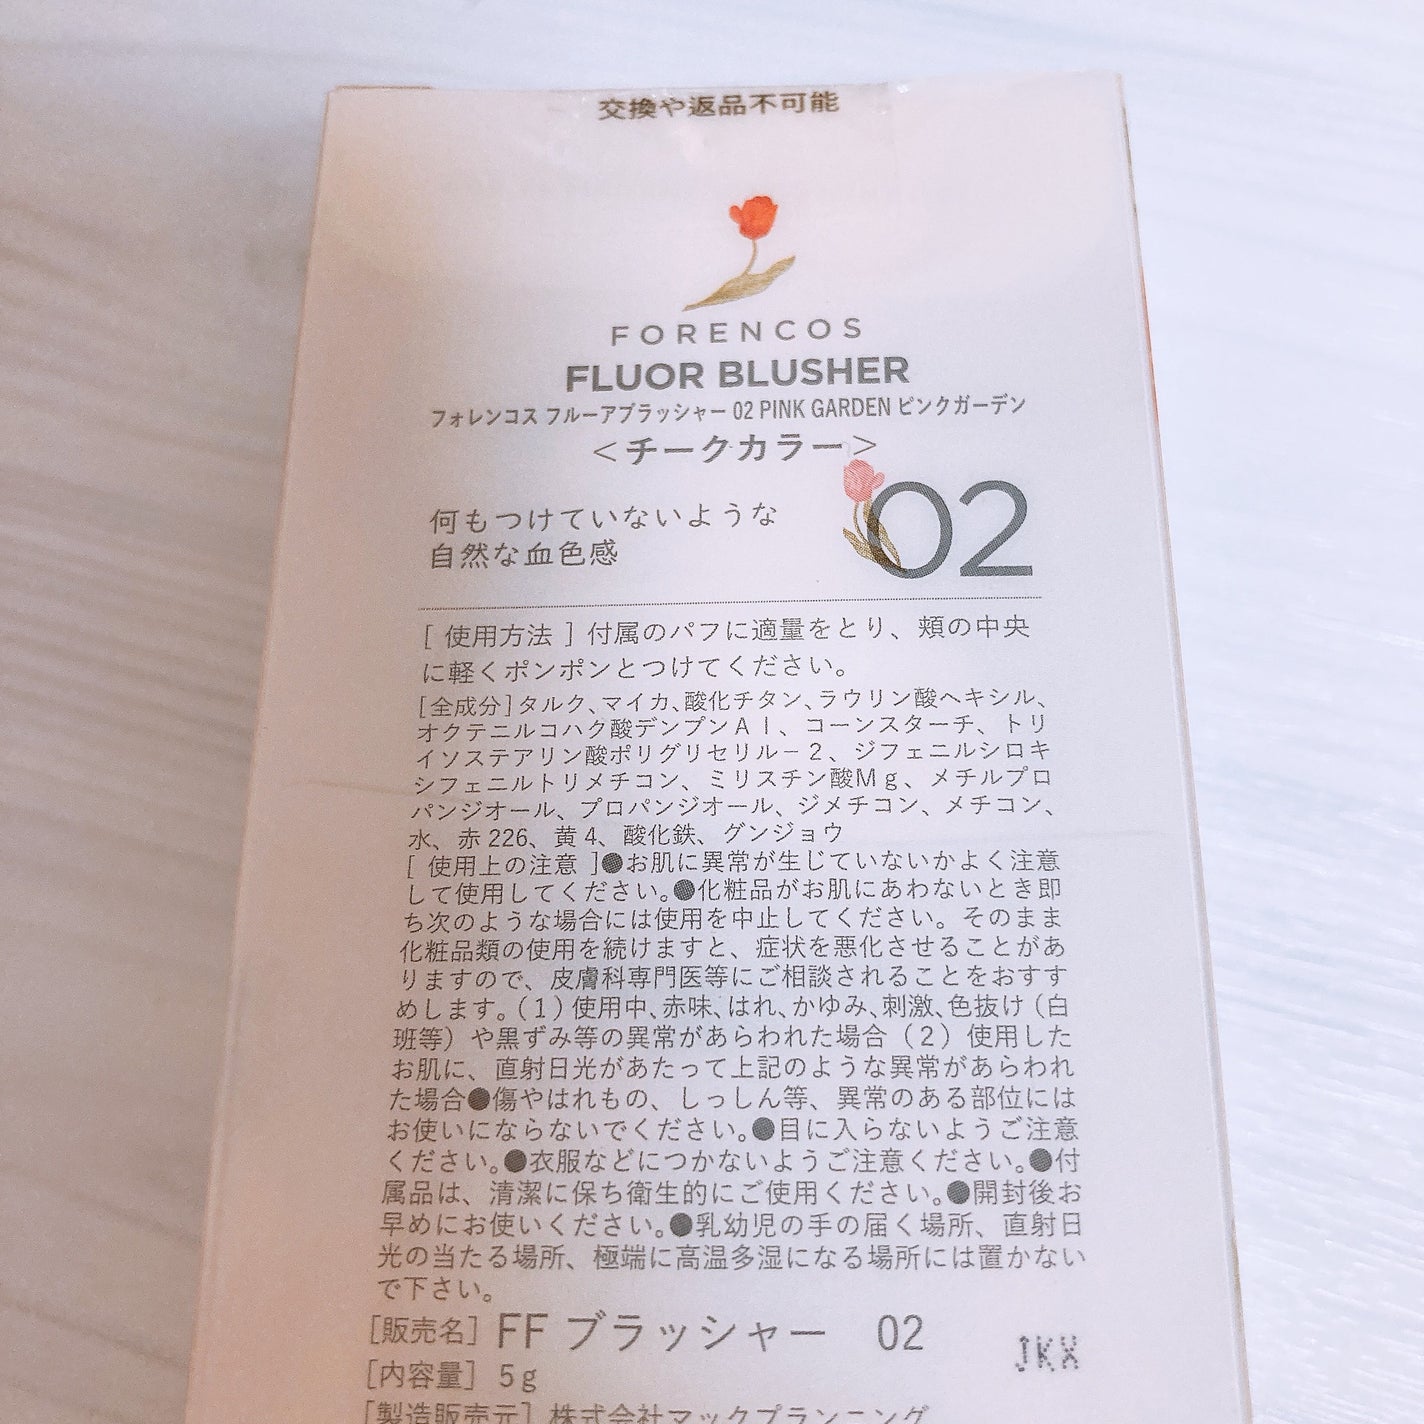 交換や返品不可能
FORENCOS
FLUOR BLUSHER
フォレンコス フルーアブラッシャー 02 PINK GARDEN ピンクガーデン
＜チークカラー＞
何もつけていないような
自然な血色感
02
[ 使用方法 ] 付属のパフに適量をとり、頬の中央
に軽くポンポンとつけてください。
[全成分]タルク、マイカ、酸化チタン、ラウリン酸ヘキシル、
オクテニルコハク酸デンプンＡｌ、コーンスターチ、トリ
イソステアリン酸ポリグリセリル－２、ジフェニルシロキ
シフェニルトリメチコン、ミリスチン酸Ｍｇ、メチルプロ
パンジオール、プロパンジオール、ジメチコン、メチコン、
水、赤 226、黄 4、酸化鉄、グンジョウ
[ 使用上の注意 ]●お肌に異常が生じていないかよく注意
して使用してください。●化粧品がお肌にあわないとき即
ち次のような場合には使用を中止してください。そのまま
化粧品類の使用を続けますと、症状を悪化させることがあ
りますので、皮膚科専門医等にご相談されることをおすす
めします。（1）使用中、赤味、はれ、かゆみ、刺激、色抜け（白
班等）や黒ずみ等の異常があらわれた場合（２）使用した
お肌に、直射日光があたって上記のような異常があらわれ
た場合●傷やはれもの、しっしん等、異常のある部位には
お使いにならないでください。●目に入らないようご注意
ください。●衣服などにつかないようご注意ください。●付
属品は、清潔に保ち衛生的にご使用ください。●開封後お
早めにお使いください。●乳幼児の手の届く場所、直射日
光の当たる場所、極端に高温多湿になる場所には置かない
で下さい。
[販売名] FF ブラッシャー 02
JKX
[内容量] 5g
[製造販売元] 株式会社マックプランニング